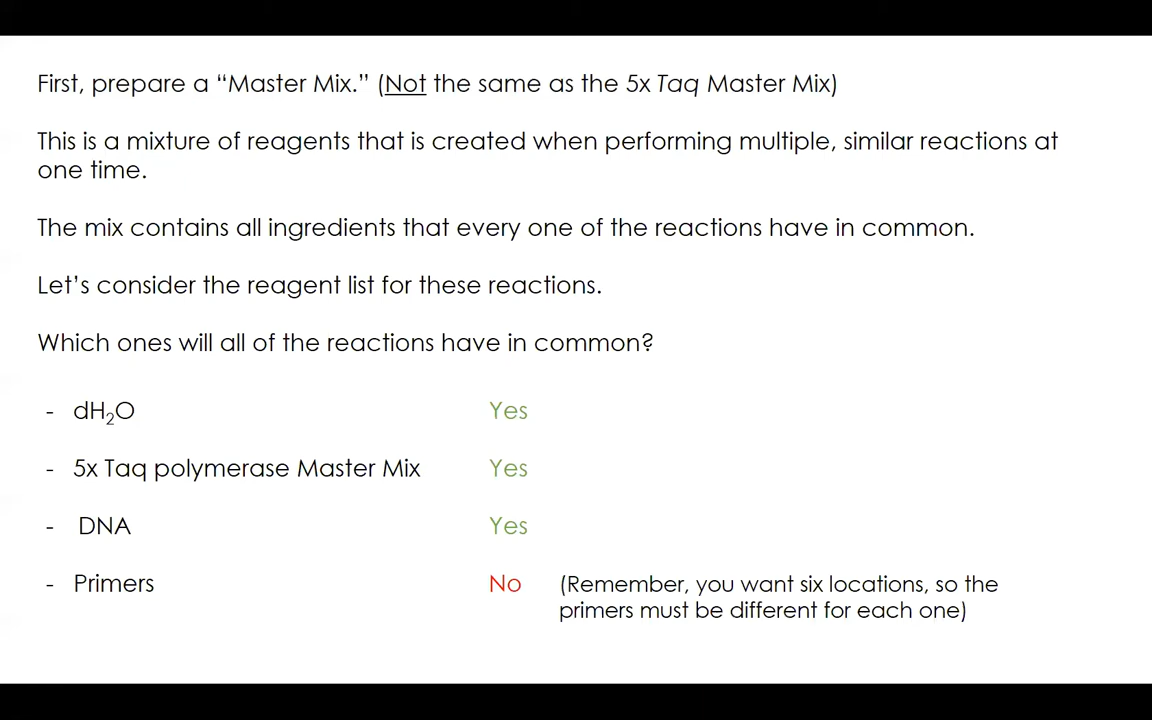 First, prepare a “Master Mix.” (Not the same as the 5x Taq Master Mix)
This is a mixture of reagents that is created when performing multiple, similar reactions at
one time.
The mix contains all ingredients that every one of the reactions have in common.
Let’s consider the reagent list for these reactions.
Which ones will all of the reactions have in common?
- dH₂O Yes
- 5x Taq polymerase Master Mix Yes
- DNA Yes
- Primers No (Remember, you want six locations, so the
primers must be different for each one)